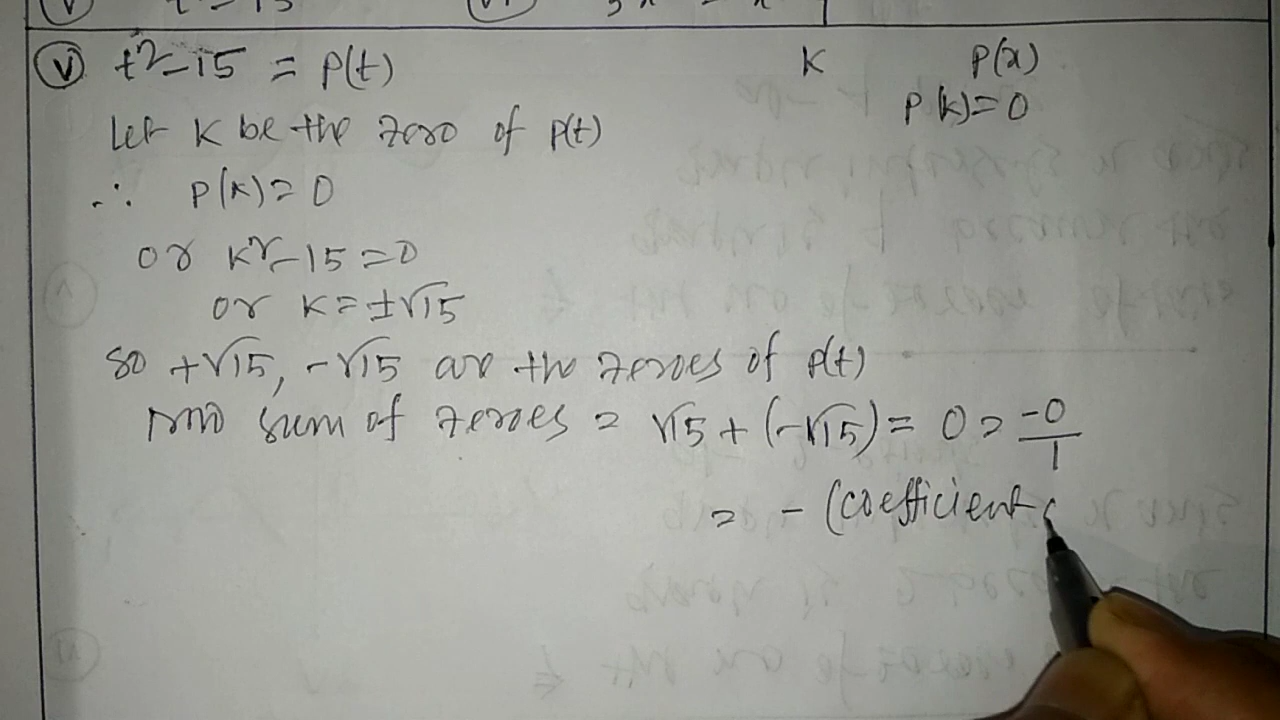 (v) t²-15 = p(t)
K p(x)
p(k)=0
Let K be the zero of p(t)
∴ p(k)=0
or k²-15=0
or k=±√15
so +√15, -√15 are the zeroes of p(t)
Now sum of zeroes = √15+(-√15) = 0 = -0/1
= - (coefficient